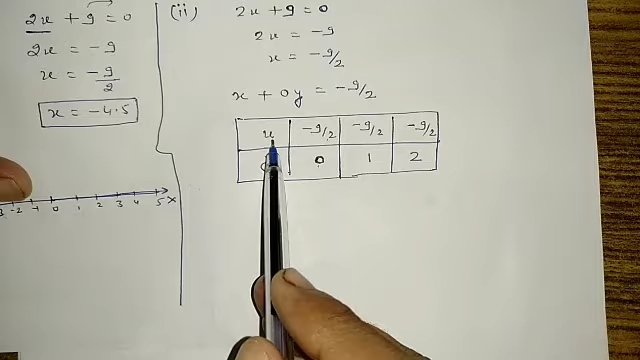 2x + 9 = 0
2x = -9
x = -9/2
x = -4.5
-2 -1 0 1 2 3 4 5 X
(ii) 2x + 9 = 0
2x = -9
x = -9/2
x + 0y = -9/2
x -9/2 -9/2 -9/2
0 1 2